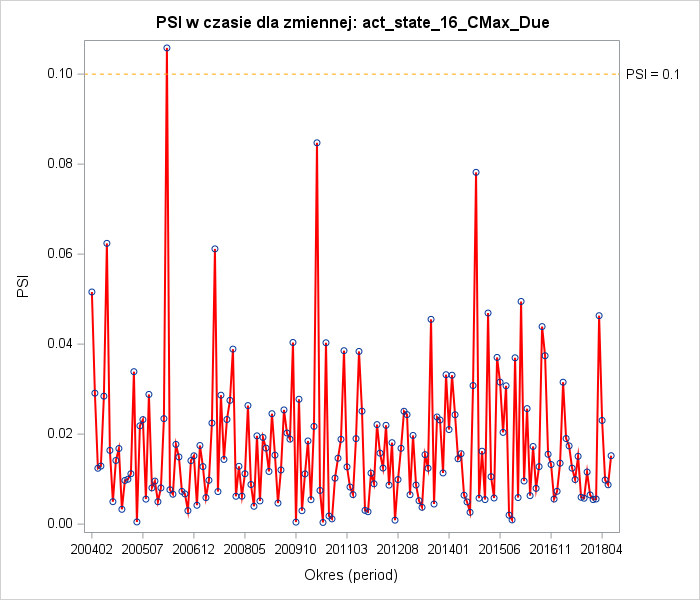 PSI w czasie dla zmiennej: act_state_16_CMax_Due
0.10
PSI = 0.1
0.08
0.06
PSI
0.04
0.02
0.00
200402 200507 200612 200805 200910 201103 201208 201401 201506 201611 201804
Okres (period)